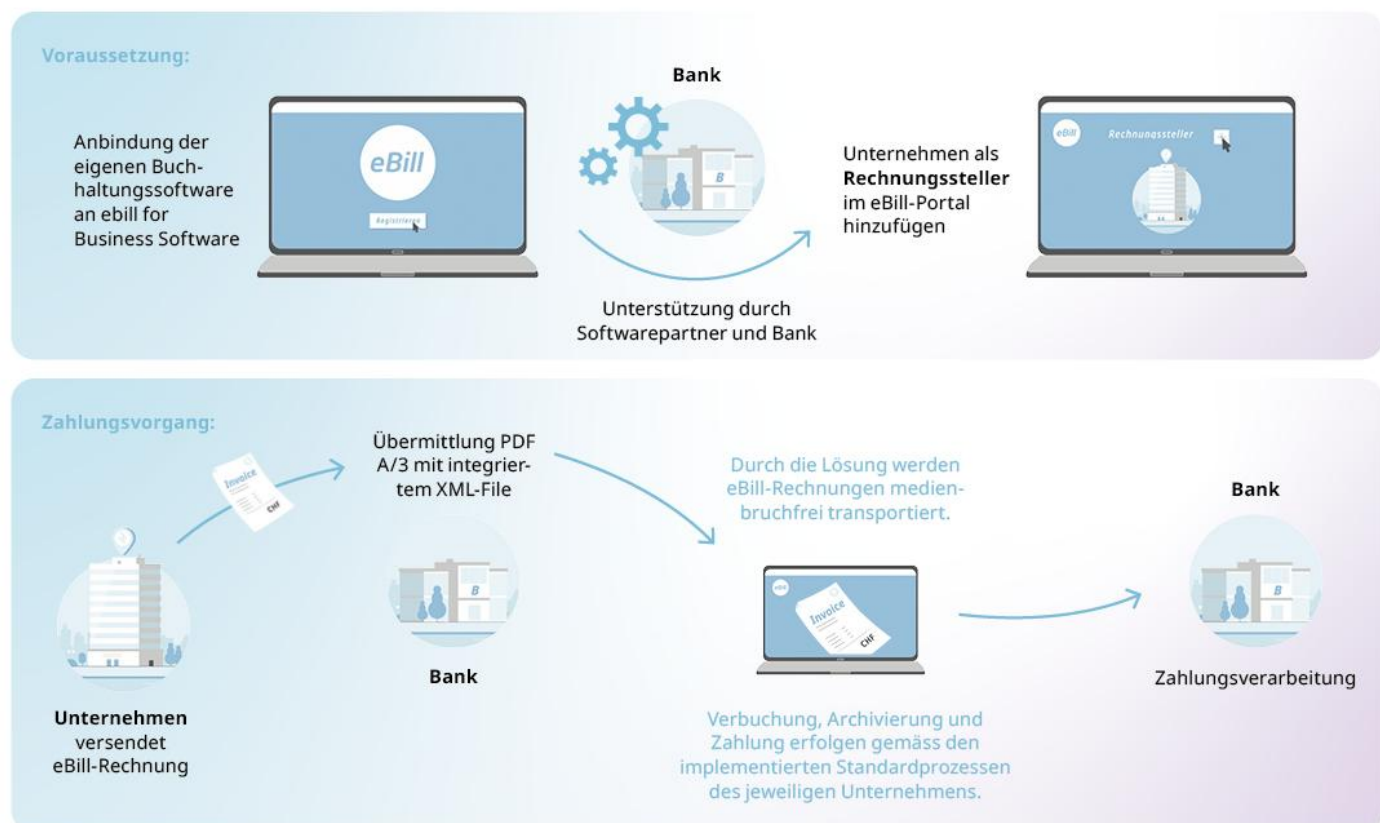 Voraussetzung:
Anbindung der
eigenen Buch-
haltungssoftware
an ebill for
Business Software
eBill
Registrieren
Bank
B
Unterstützung durch
Softwarepartner und Bank
Unternehmen als
Rechnungssteller
im eBill-Portal
hinzufügen
eBill
Rechnungssteller
Zahlungsvorgang:
Unternehmen
versendet
eBill-Rechnung
Invoice
CHF
Übermittlung PDF
A/3 mit integrier-
tem XML-File
B
Bank
Durch die Lösung werden
eBill-Rechnungen medien-
bruchfrei transportiert.
eBill
Invoice
CHF
Verbuchung, Archivierung und
Zahlung erfolgen gemäss den
implementierten Standardprozessen
des jeweiligen Unternehmens.
Bank
B
Zahlungsverarbeitung